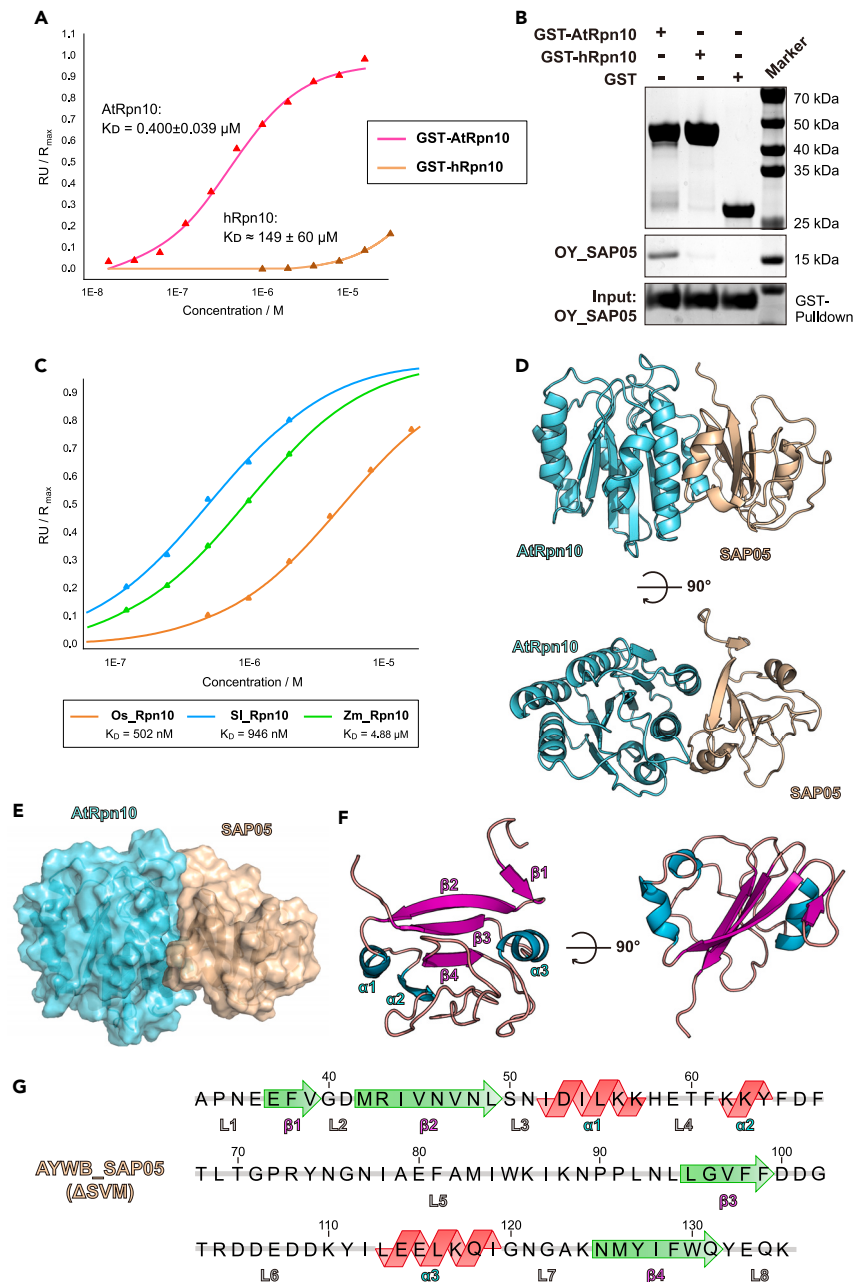 A
1.1
1.0
0.9
0.8
0.7
0.6
0.5
0.4
0.3
0.2
0.1
0.0
RU / Rmax
AtRpn10:
KD = 0.400±0.039 μM
hRpn10:
KD ≈ 149 ± 60 μM
GST-AtRpn10
GST-hRpn10
1E-8 1E-7 1E-6 1E-5
Concentration / M
B
GST-AtRpn10 + - -
GST-hRpn10 - + -
GST - - +
Marker
70 kDa
50 kDa
40 kDa
35 kDa
25 kDa
OY_SAP05
15 kDa
Input:
OY_SAP05
GST-
Pulldown
C
0.9
0.8
0.7
0.6
0.5
0.4
0.3
0.2
0.1
0.0
RU / Rmax
1E-7 1E-6 1E-5
Concentration / M
Os_Rpn10 Sl_Rpn10 Zm_Rpn10
KD = 502 nM KD = 946 nM KD = 4.88 μM
D
AtRpn10
SAP05
90°
AtRpn10
SAP05
E
AtRpn10
SAP05
F
β1
β2
β3
β4
α1
α2
α3
90°
G
40 50 60
A P N E E F V G D M R I V N V N L S N I D I L K K H E T F K K Y F D F
L1 β1 L2 β2 L3 α1 L4 α2
AYWB_SAP05
(ΔSVM)
70 80 90 100
T L T G P R Y N G N I A E F A M I W K I K N P P L N L L G V F F D D G
L5 β3
110 120 130
T R D D E D D K Y I L E E L K Q I G N G A K N M Y I F W Q Y E Q K
L6 α3 L7 β4 L8